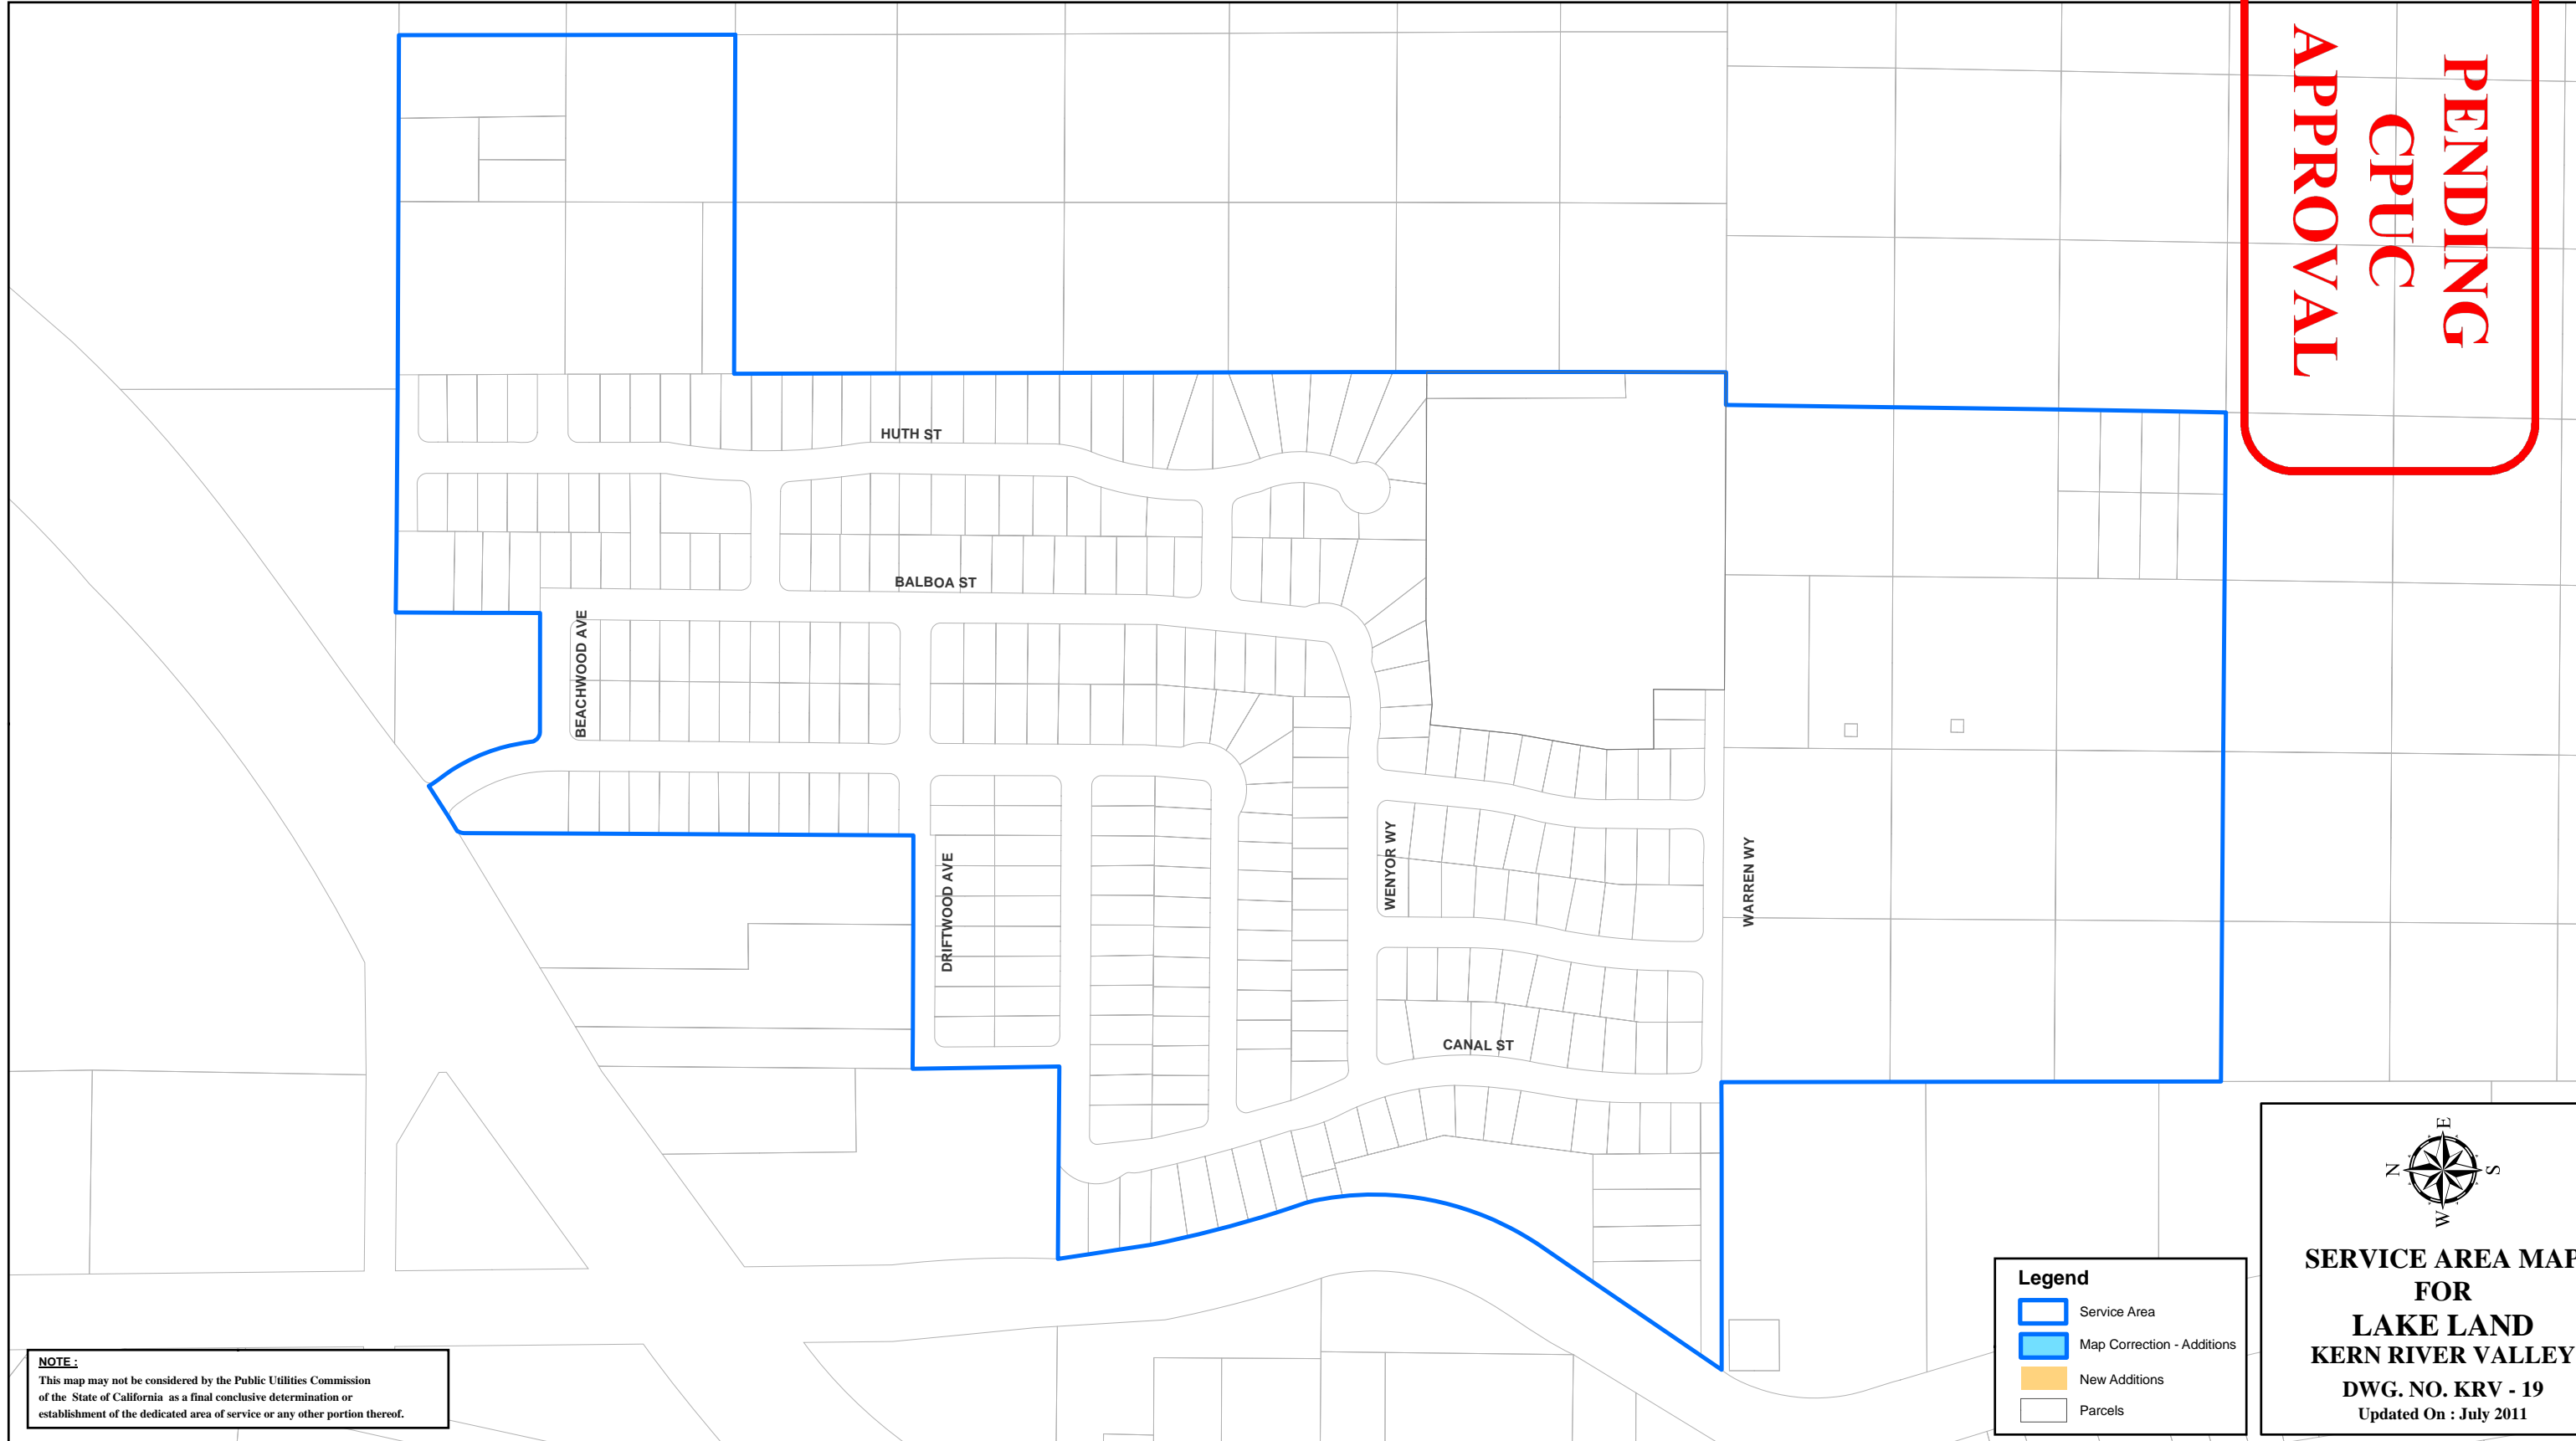 PENDING
CPUC
APPROVAL
HUTH ST
BALBOA ST
BEACHWOOD AVE
DRIFTWOOD AVE
WENYOR WY
WARREN WY
CANAL ST
NOTE :
This map may not be considered by the Public Utilities Commission
of the State of California as a final conclusive determination or
establishment of the dedicated area of service or any other portion thereof.
Legend
Service Area
Map Correction - Additions
New Additions
Parcels
E
N
S
W
SERVICE AREA MAP
FOR
LAKE LAND
KERN RIVER VALLEY
DWG. NO. KRV - 19
Updated On : July 2011